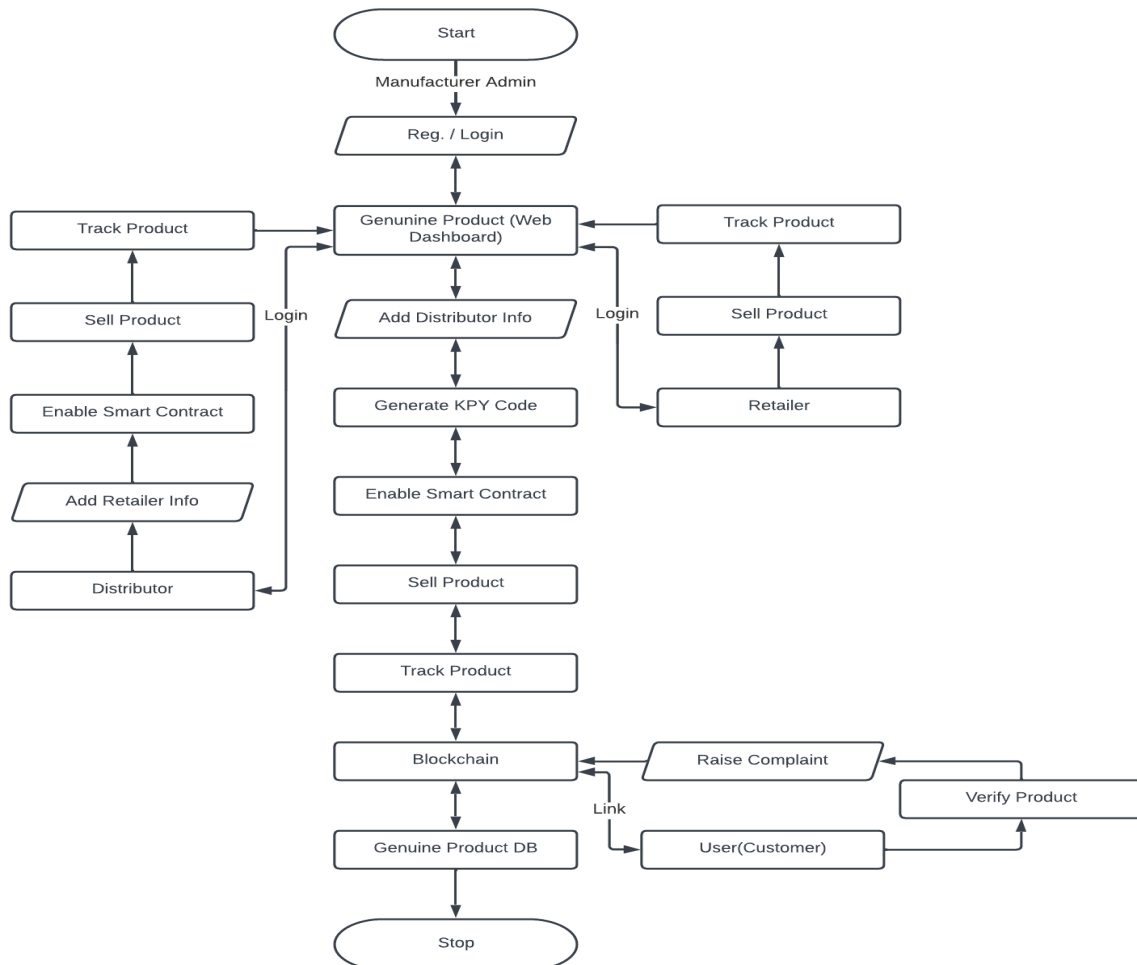 Start
Manufacturer Admin
Reg. / Login
Track Product
Genunine Product (Web
Dashboard)
Track Product
Sell Product
Login
Add Distributor Info
Login
Sell Product
Enable Smart Contract
Generate KPY Code
Retailer
Add Retailer Info
Enable Smart Contract
Distributor
Sell Product
Track Product
Blockchain
Raise Complaint
Verify Product
Link
Genuine Product DB
User(Customer)
Stop